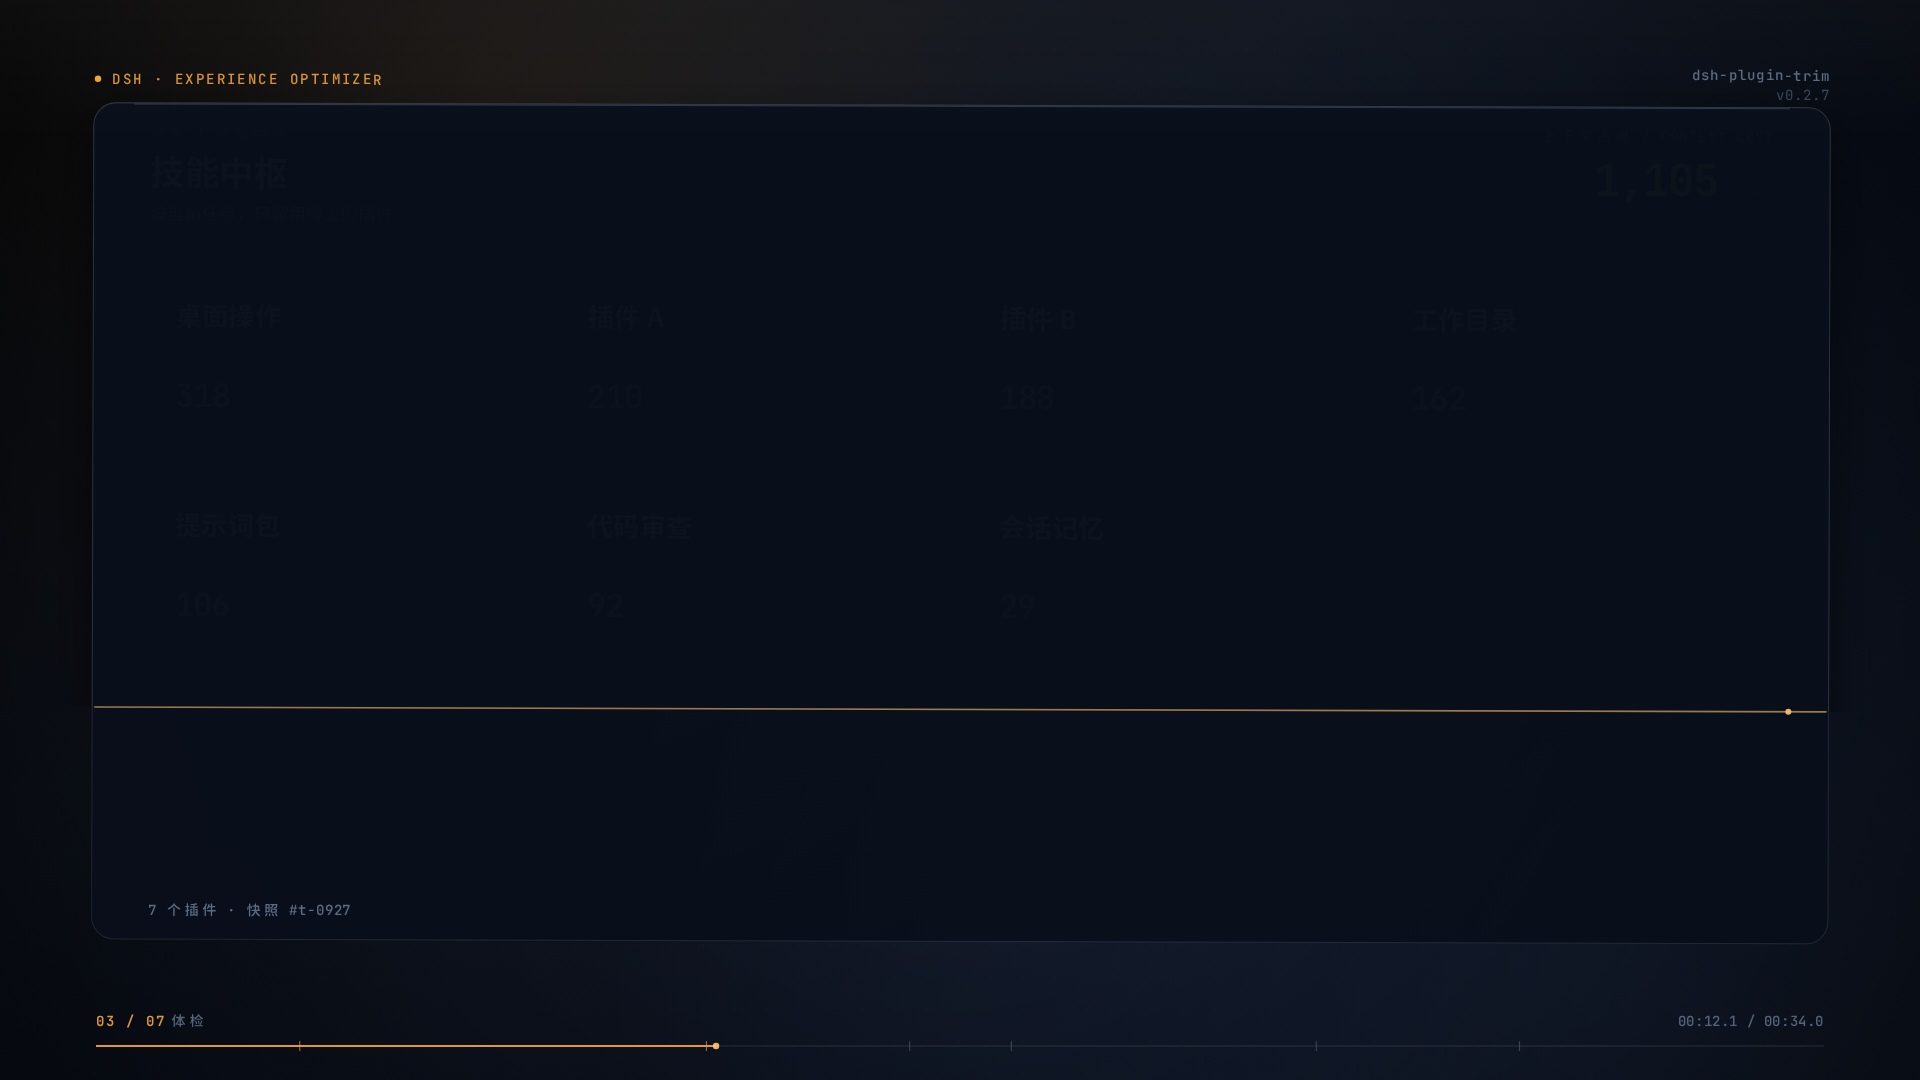 DSH · EXPERIENCE OPTIMIZER
dsh-plugin-trim
v0.2.7
技能中枢
1,105
桌面操作
插件 A
插件 B
工作目录
318
210
188
162
提示词包
代码审查
会话记忆
106
92
29
7 个插件 · 快照 #t-0927
03 / 07 体检
00:12.1 / 00:34.0